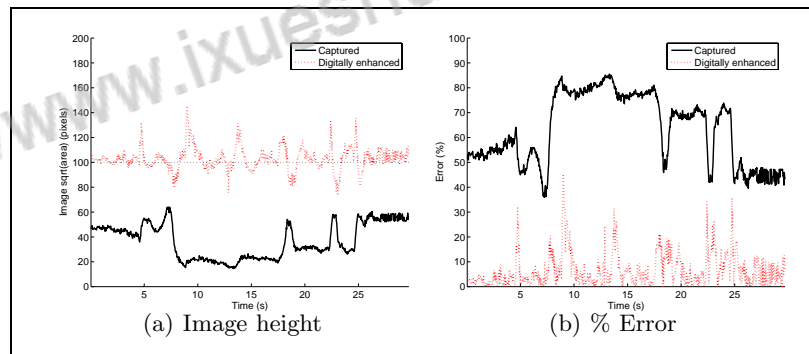 www.ixuesh
200
180
160
140
120
100
80
60
40
20
0
Image sqrt(area) (pixels)
Captured
Digitally enhanced
5 10 15 20 25
Time (s)
(a) Image height
100
90
80
70
60
50
40
30
20
10
0
Error (%)
Captured
Digitally enhanced
5 10 15 20 25
Time (s)
(b) % Error